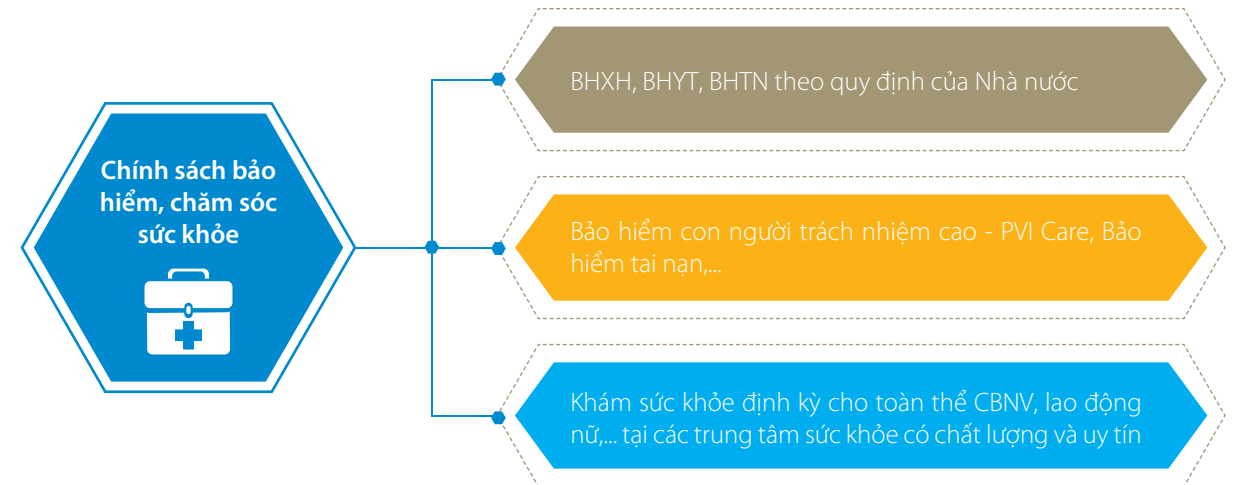 Chính sách bảo
hiểm, chăm sóc
sức khỏe
BHXH, BHYT, BHTN theo quy định của Nhà nước
Bảo hiểm con người trách nhiệm cao - PVI Care, Bảo
hiểm tai nạn,...
Khám sức khỏe định kỳ cho toàn thể CBNV, lao động
nữ,... tại các trung tâm sức khỏe có chất lượng và uy tín